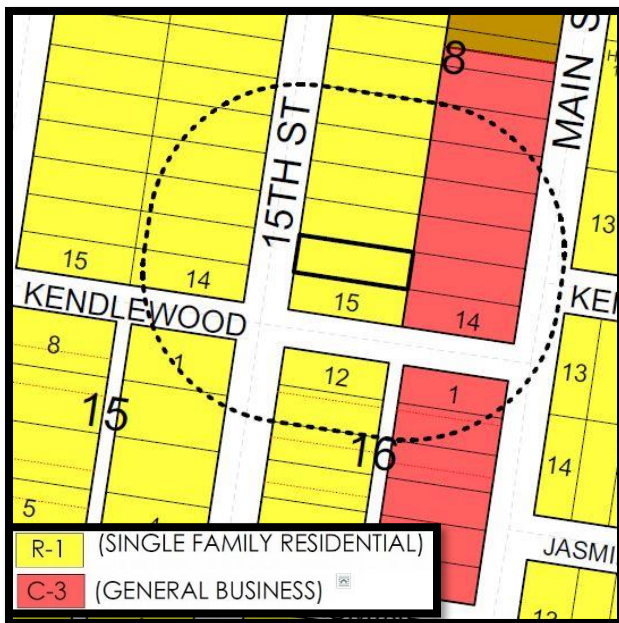 8
MAIN S
15TH ST
13
15
14
KENDLEWOOD
15
14
KE
8
1
12
1
13
15
16
14
5
JASMI
R-1 (SINGLE FAMILY RESIDENTIAL)
C-3 (GENERAL BUSINESS)